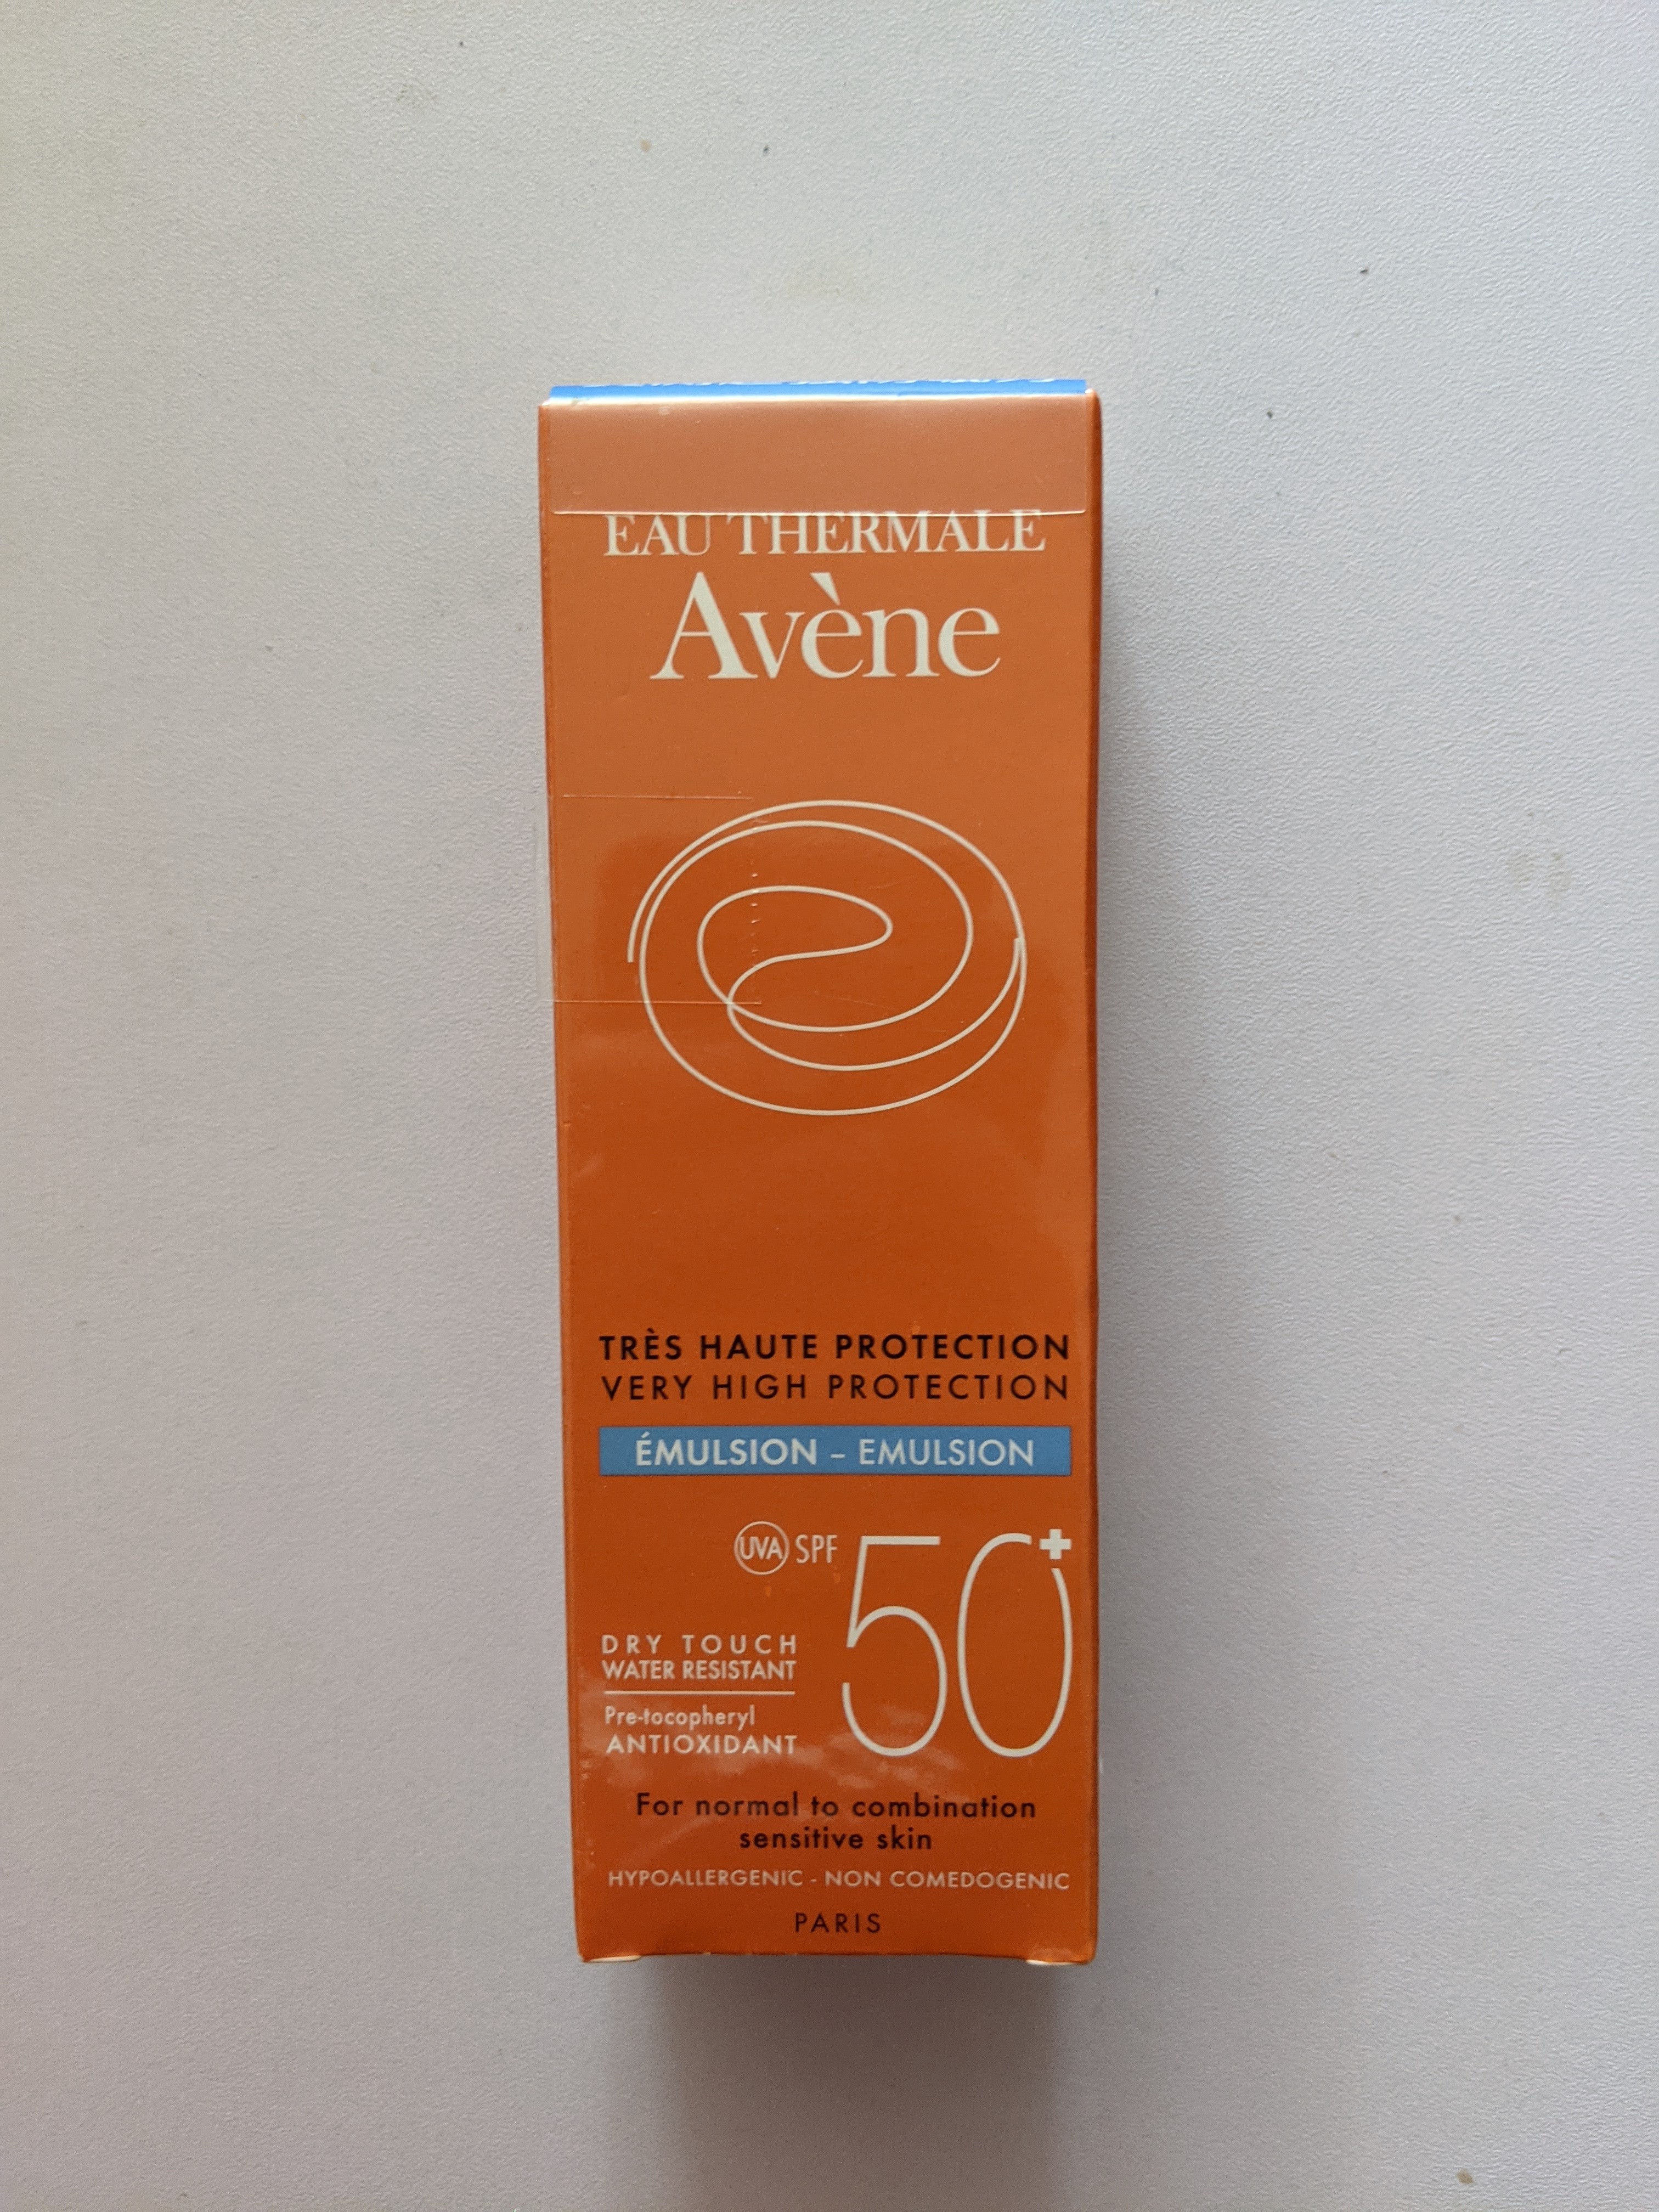 EAU THERMALE
Avène
TRÈS HAUTE PROTECTION
VERY HIGH PROTECTION
ÉMULSION – EMULSION
UVA SPF 50+
DRY TOUCH
WATER RESISTANT
Pre-tocopheryl
ANTIOXIDANT
For normal to combination
sensitive skin
HYPOALLERGENIC - NON COMEDOGENIC
PARIS